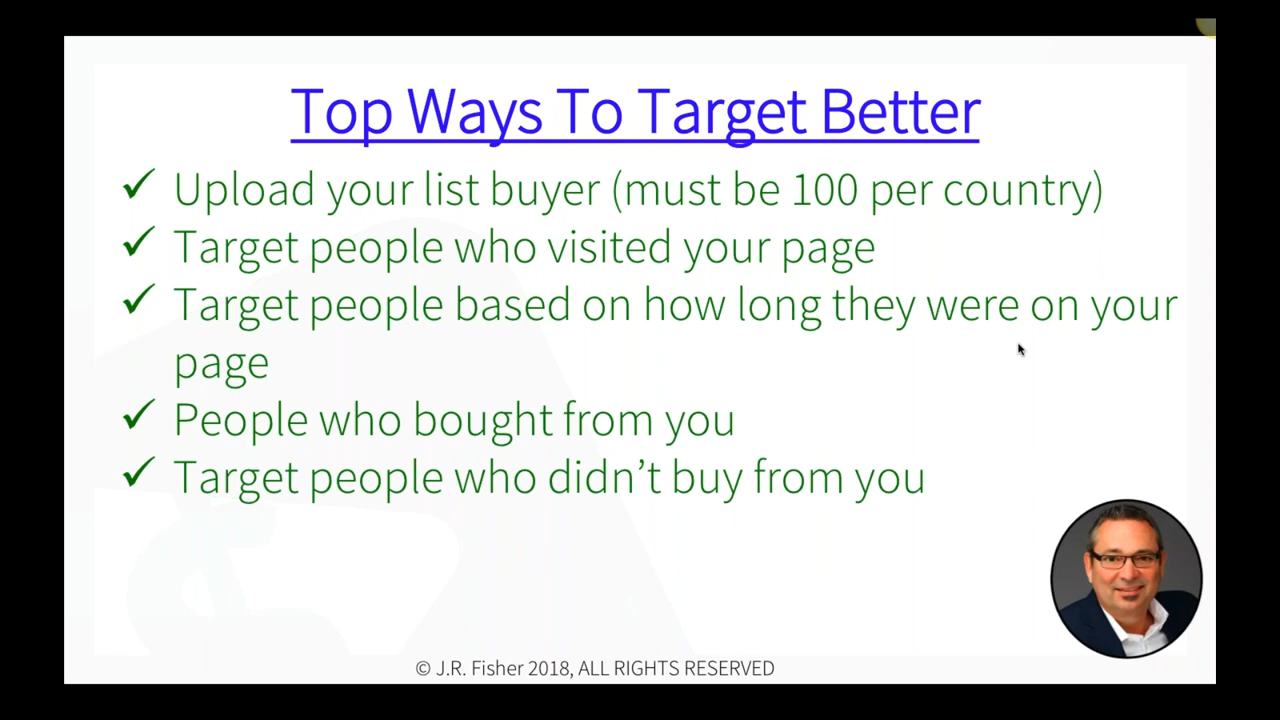 Top Ways To Target Better
✓ Upload your list buyer (must be 100 per country)
✓ Target people who visited your page
✓ Target people based on how long they were on your
page
✓ People who bought from you
✓ Target people who didn’t buy from you
© J.R. Fisher 2018, ALL RIGHTS RESERVED